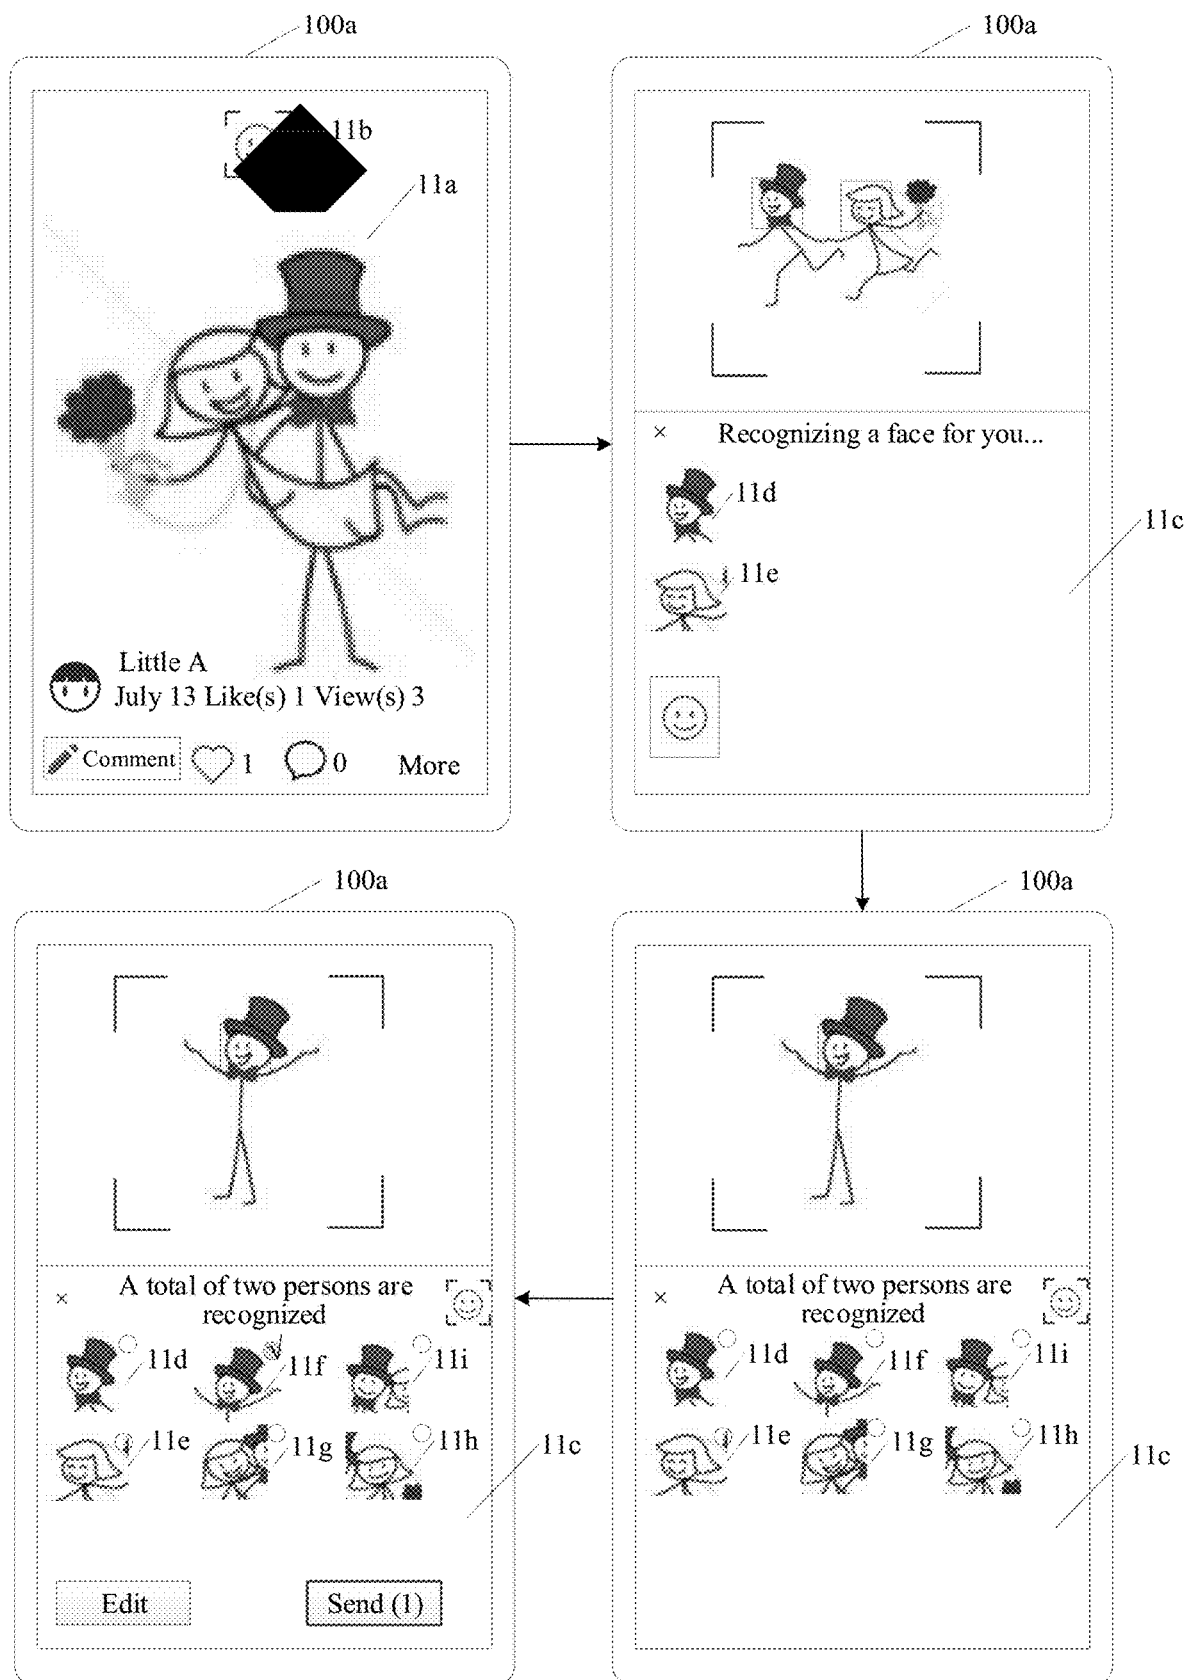 100a
11b
11a
Little A
July 13 Like(s) 1 View(s) 3
Comment 1 0 More
100a
× Recognizing a face for you...
11d
11e
11c
100a
× A total of two persons are
recognized
11d 11f 11i
11e 11g 11h
11c
Edit Send (1)
100a
× A total of two persons are
recognized
11d 11f 11i
11e 11g 11h
11c